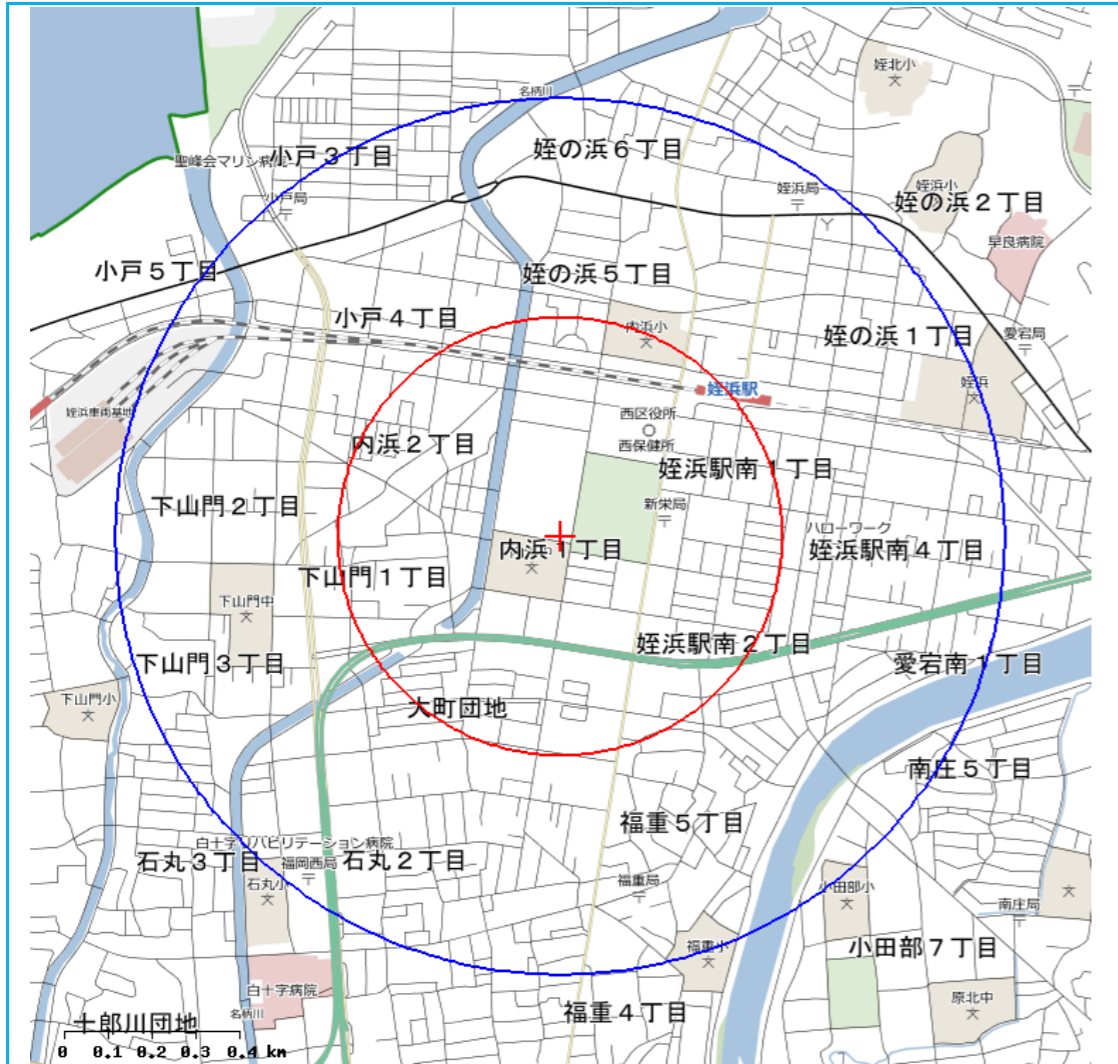 姪北小
名柄川
聖峰会マリン病院
小戸３丁目
姪の浜６丁目
小戸局
姪浜局
姪浜小
姪の浜２丁目
早良病院
小戸５丁目
姪の浜５丁目
小戸４丁目
内浜小
姪の浜１丁目
愛宕局
姪浜
姪浜駅
姪浜車両基地
西区役所
西保健所
内浜２丁目
姪浜駅南１丁目
下山門２丁目
新栄局
ハローワーク
内浜１丁目
姪浜駅南４丁目
下山門１丁目
下山門中
姪浜駅南２丁目
下山門３丁目
愛宕南１丁目
下山門小
大町団地
南庄５丁目
福重５丁目
白十字リハビリテーション病院
石丸３丁目
福岡西局
石丸２丁目
石丸小
福重局
小田部小
南庄局
福重小
小田部７丁目
白十字病院
原北中
名柄川
福重４丁目
十郎川団地
0 0.1 0.2 0.3 0.4 km